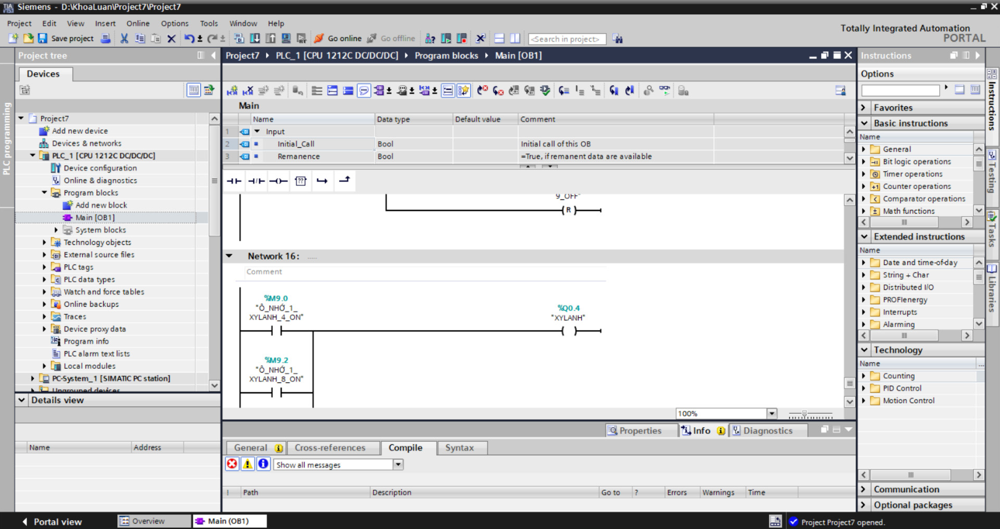 Siemens - D:\KhoaLuan\Project7\Project7
Project Edit View Insert Online Options Tools Window Help
Totally Integrated Automation
PORTAL
Save project Go online Go offline <Search in project>
Project tree
Project7 PLC_1 [CPU 1212C DC/DC/DC] Program blocks Main [OB1]
Instructions
Devices
Options
PLC programming
Project7
Add new device
Devices & networks
PLC_1 [CPU 1212C DC/DC/DC]
Device configuration
Online & diagnostics
Program blocks
Add new block
Main [OB1]
System blocks
Technology objects
External source files
PLC tags
PLC data types
Watch and force tables
Online backups
Traces
Device proxy data
Program info
PLC alarm text lists
Local modules
PC-System_1 [SIMATIC PC station]
Ungrouped devices
Details view
Name Address
Main
Name Data type Default value Comment
1 Input
2 Initial_Call Bool Initial call of this OB
3 Remanence Bool =True, if remanent data are available
??
9_OFF"
R
Network 16: .....
Comment
%M9.0
"Ô_NHỚ_1_
XYLANH_4_ON"
%Q0.4
"XYLANH"
%M9.2
"Ô_NHỚ_1_
XYLANH_8_ON"
100%
Properties Info Diagnostics
General Cross-references Compile Syntax
Show all messages
! Path Description Go to ? Errors Warnings Time
Favorites
Basic instructions
Name
General
Bit logic operations
Timer operations
Counter operations
Comparator operations
Math functions
Extended instructions
Name
Date and time-of-day
String + Char
Distributed I/O
PROFIenergy
Interrupts
Alarming
Technology
Name ...
Counting
PID Control
Motion Control
Communication
Optional packages
Instructions
Testing
Tasks
Libraries
Portal view Overview Main (OB1) Project Project7 opened.